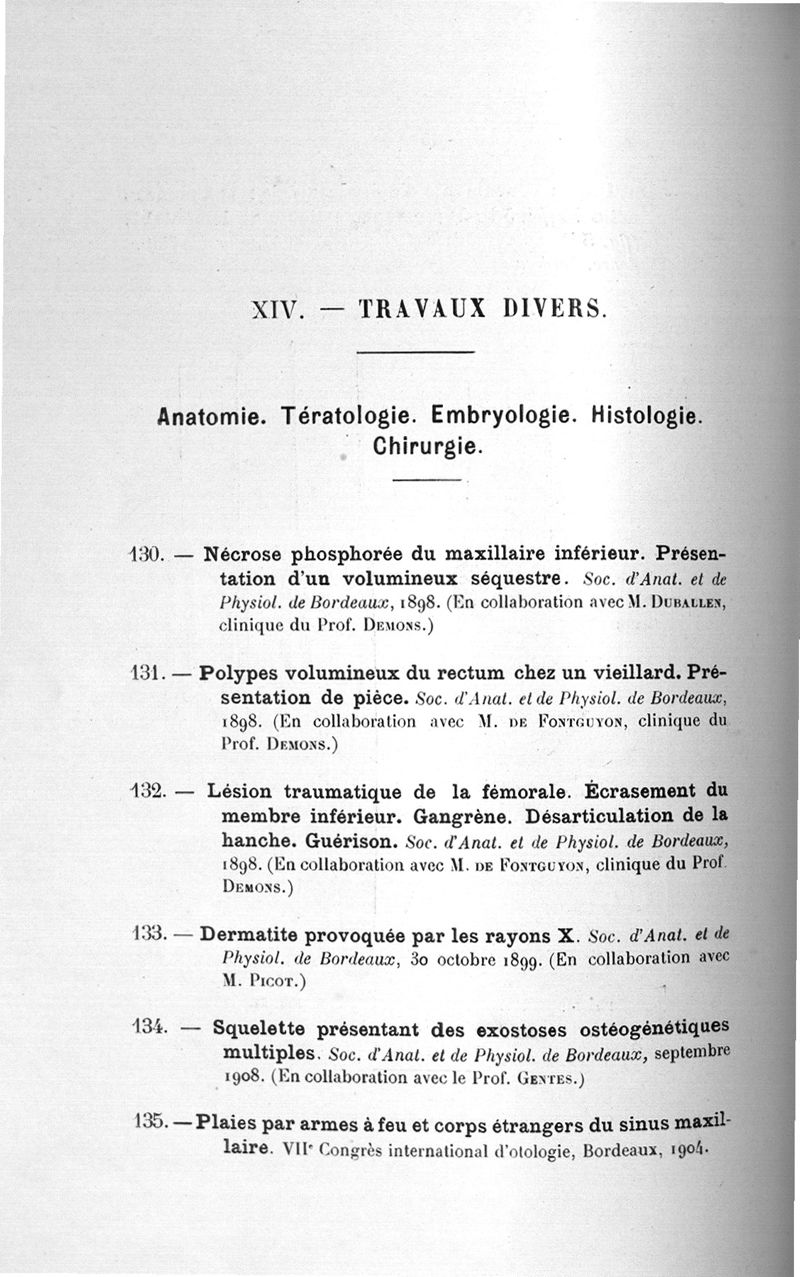 XIV. — TRAVAUX DIVERS.
Anatomie. Tératologie. Embryologie. Histologie.
Chirurgie.
130. — Nécrose phosphorée du maxillaire inférieur. Présen-
tation d'un volumineux séquestre. Soc. d'Anat. et de
Physiol. de Bordeaux, 1898. (En collaboration avec M. DUBALLEN,
clinique du Prof. DEMONS.)
131. — Polypes volumineux du rectum chez un vieillard. Pré-
sentation de pièce. Soc. d'Anat. et de Physiol. de Bordeaux,
1898. (En collaboration avec M. DE FONTGUYON, clinique du
Prof. DEMONS.)
132. — Lésion traumatique de la fémorale. Écrasement du
membre inférieur. Gangrène. Désarticulation de la
hanche. Guérison. Soc. d'Anat. et de Physiol. de Bordeaux,
1898. (En collaboration avec M. DE FONTGUYON, clinique du Prof.
DEMONS.)
133. — Dermatite provoquée par les rayons X. Soc. d'Anat. et de
Physiol. de Bordeaux, 30 octobre 1899. (En collaboration avec
M. PICOT.)
134. — Squelette présentant des exostoses ostéogénétiques
multiples. Soc. d'Anat. et de Physiol. de Bordeaux, septembre
1908. (En collaboration avec le Prof. GENTES.)
135. — Plaies par armes à feu et corps étrangers du sinus maxil-
laire. VIIe Congrès international d'otologie, Bordeaux, 1904.